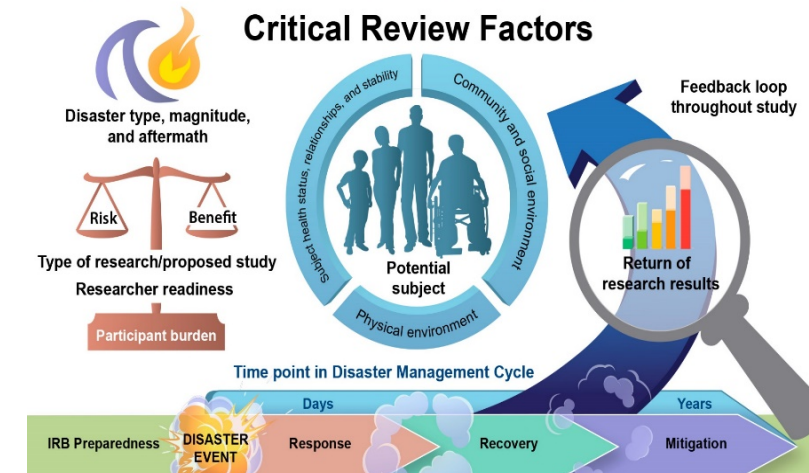 Critical Review Factors
Disaster type, magnitude,
and aftermath
Risk
Benefit
Type of research/proposed study
Researcher readiness
Participant burden
Subject health status, relationships, and stability
Community and social environment
Physical environment
Potential
subject
Feedback loop
throughout study
Return of
research results
Time point in Disaster Management Cycle
Days
Years
IRB Preparedness
DISASTER
EVENT
Response
Recovery
Mitigation